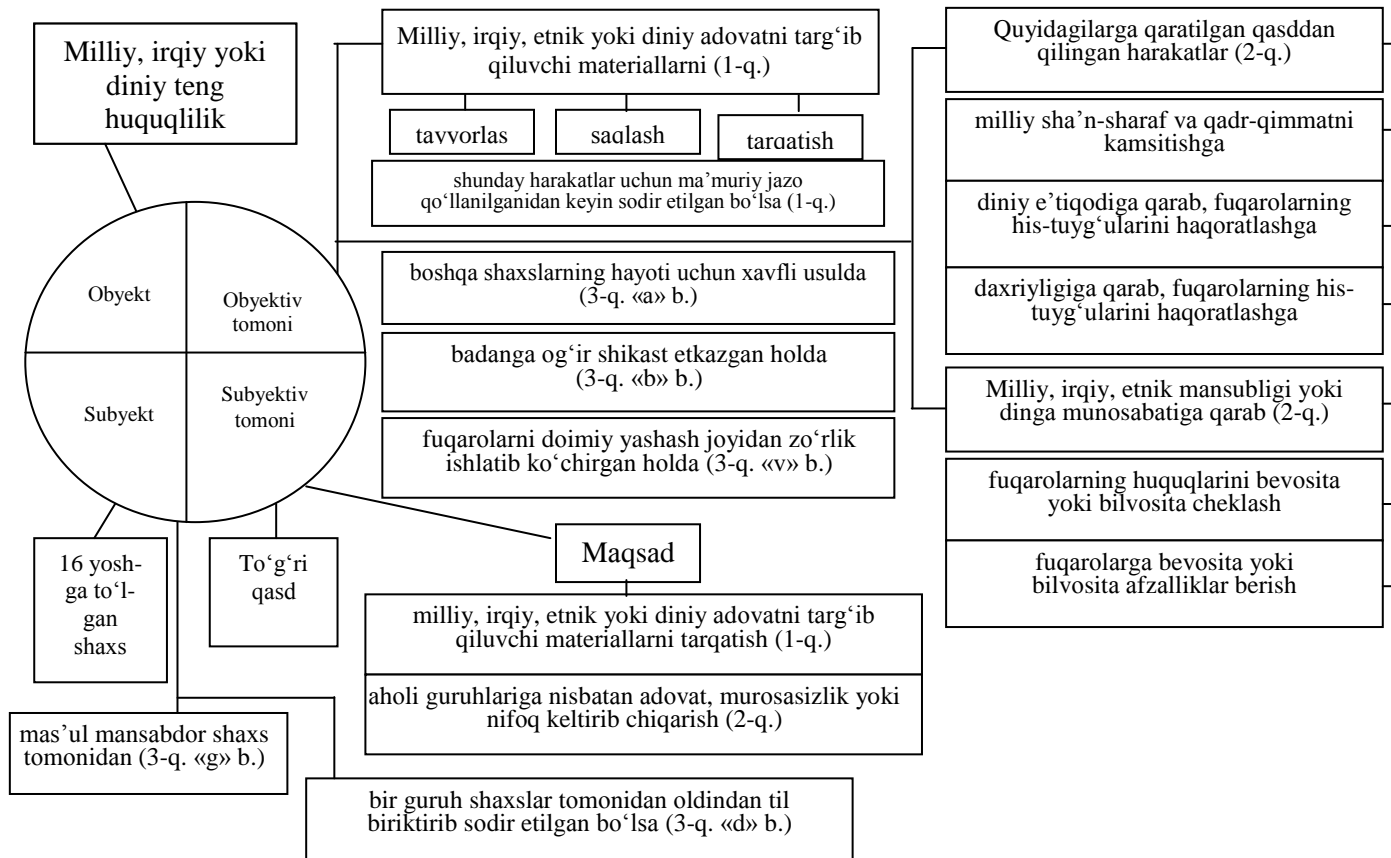 Milliy, irqiy yoki
diniy teng
huquqlilik
Milliy, irqiy, etnik yoki diniy adovatni targ‘ib
qiluvchi materiallarni (1-q.)
tayyorlas
saqlash
tarqatish
shunday harakatlar uchun ma’muriy jazo
qo‘llanilganidan keyin sodir etilgan bo‘lsa (1-q.)
boshqa shaxslarning hayoti uchun xavfli usulda
(3-q. «a» b.)
badanga og‘ir shikast etkazgan holda
(3-q. «b» b.)
fuqarolarni doimiy yashash joyidan zo‘rlik
ishlatib ko‘chirgan holda (3-q. «v» b.)
Quyidagilarga qaratilgan qasddan
qilingan harakatlar (2-q.)
milliy sha’n-sharaf va qadr-qimmatni
kamsitishga
diniy e’tiqodiga qarab, fuqarolarning
his-tuyg‘ularini haqoratlashga
daxriyligiga qarab, fuqarolarning his-
tuyg‘ularini haqoratlashga
Milliy, irqiy, etnik mansubligi yoki
dinga munosabatiga qarab (2-q.)
fuqarolarning huquqlarini bevosita
yoki bilvosita cheklash
fuqarolarga bevosita yoki
bilvosita afzalliklar berish
Obyekt
Obyektiv
tomoni
Subyekt
Subyektiv
tomoni
16 yosh-
ga to‘l-
gan
shaxs
To‘g‘ri
qasd
Maqsad
milliy, irqiy, etnik yoki diniy adovatni targ‘ib
qiluvchi materiallarni tarqatish (1-q.)
aholi guruhlariga nisbatan adovat, murosasizlik yoki
nifoq keltirib chiqarish (2-q.)
mas’ul mansabdor shaxs
tomonidan (3-q. «g» b.)
bir guruh shaxslar tomonidan oldindan til
biriktirib sodir etilgan bo‘lsa (3-q. «d» b.)